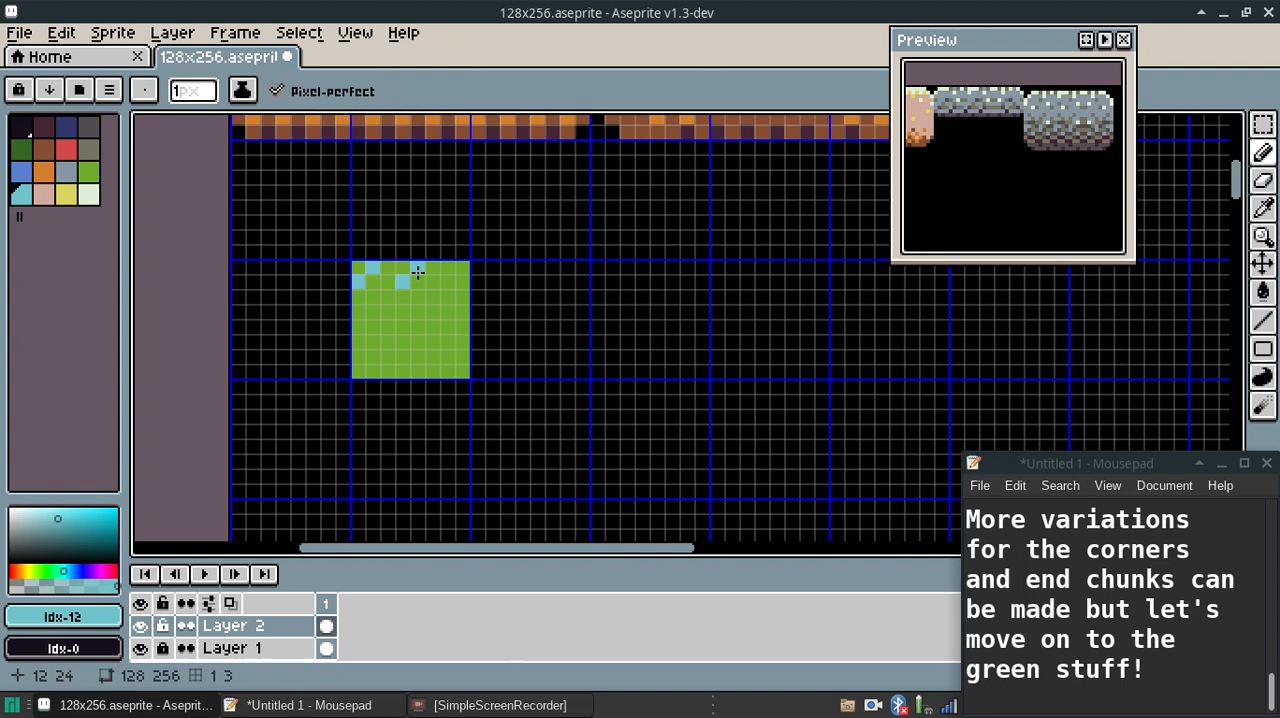 128x256.aseprite - Aseprite v1.3-dev
File Edit Sprite Layer Frame Select View Help
Home
128x256.asepril
1px
Pixel-perfect
Preview
Idx-12
Idx-0
1
Layer 2
Layer 1
12 24 128 256 1 3
*Untitled 1 - Mousepad
File Edit Search View Document Help
More variations
for the corners
and end chunks can
be made but let's
move on to the
green stuff!
128x256.aseprite - Aseprit...
*Untitled 1 - Mousepad
[SimpleScreenRecorder]